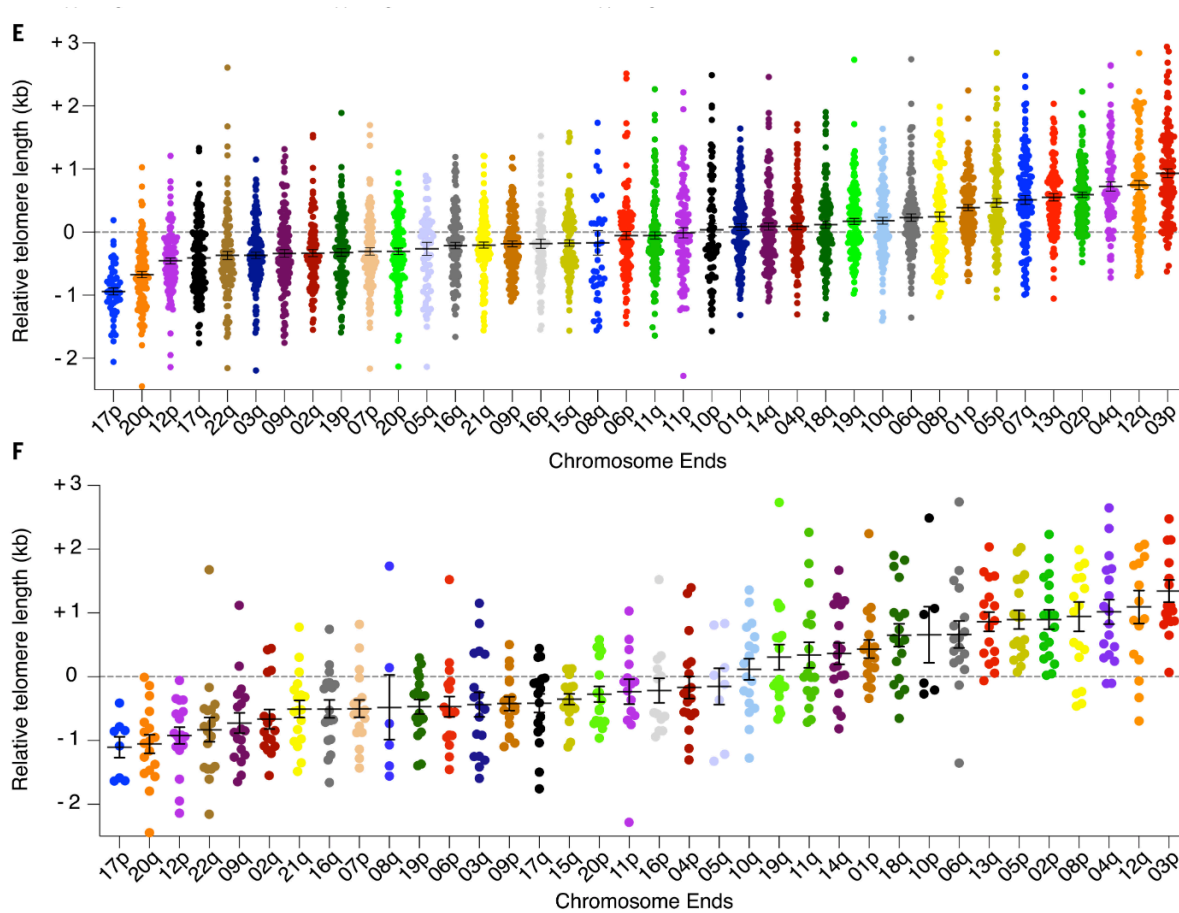 E
Relative telomere length (kb)
+ 3
+ 2
+ 1
0
- 1
- 2
17p 20q 12p 17q 22q 03q 09q 02q 19p 07p 20p 05q 16q 21q 09p 16p 15q 08q 06p 11q 11p 10p 01q 14q 04p 18q 19q 10q 06q 08p 01p 05p 07q 13q 02p 04q 12q 03p
Chromosome Ends
F
Relative telomere length (kb)
+3
+2
+1
0
- 1
- 2
17p 20q 12p 22q 09q 02q 21q 16q 07p 08q 19p 06p 03q 09p 17q 15q 20p 11p 16p 04p 05q 10q 19q 11q 14q 01p 18q 10p 06q 13q 05p 02p 08p 04q 12q 03p
Chromosome Ends